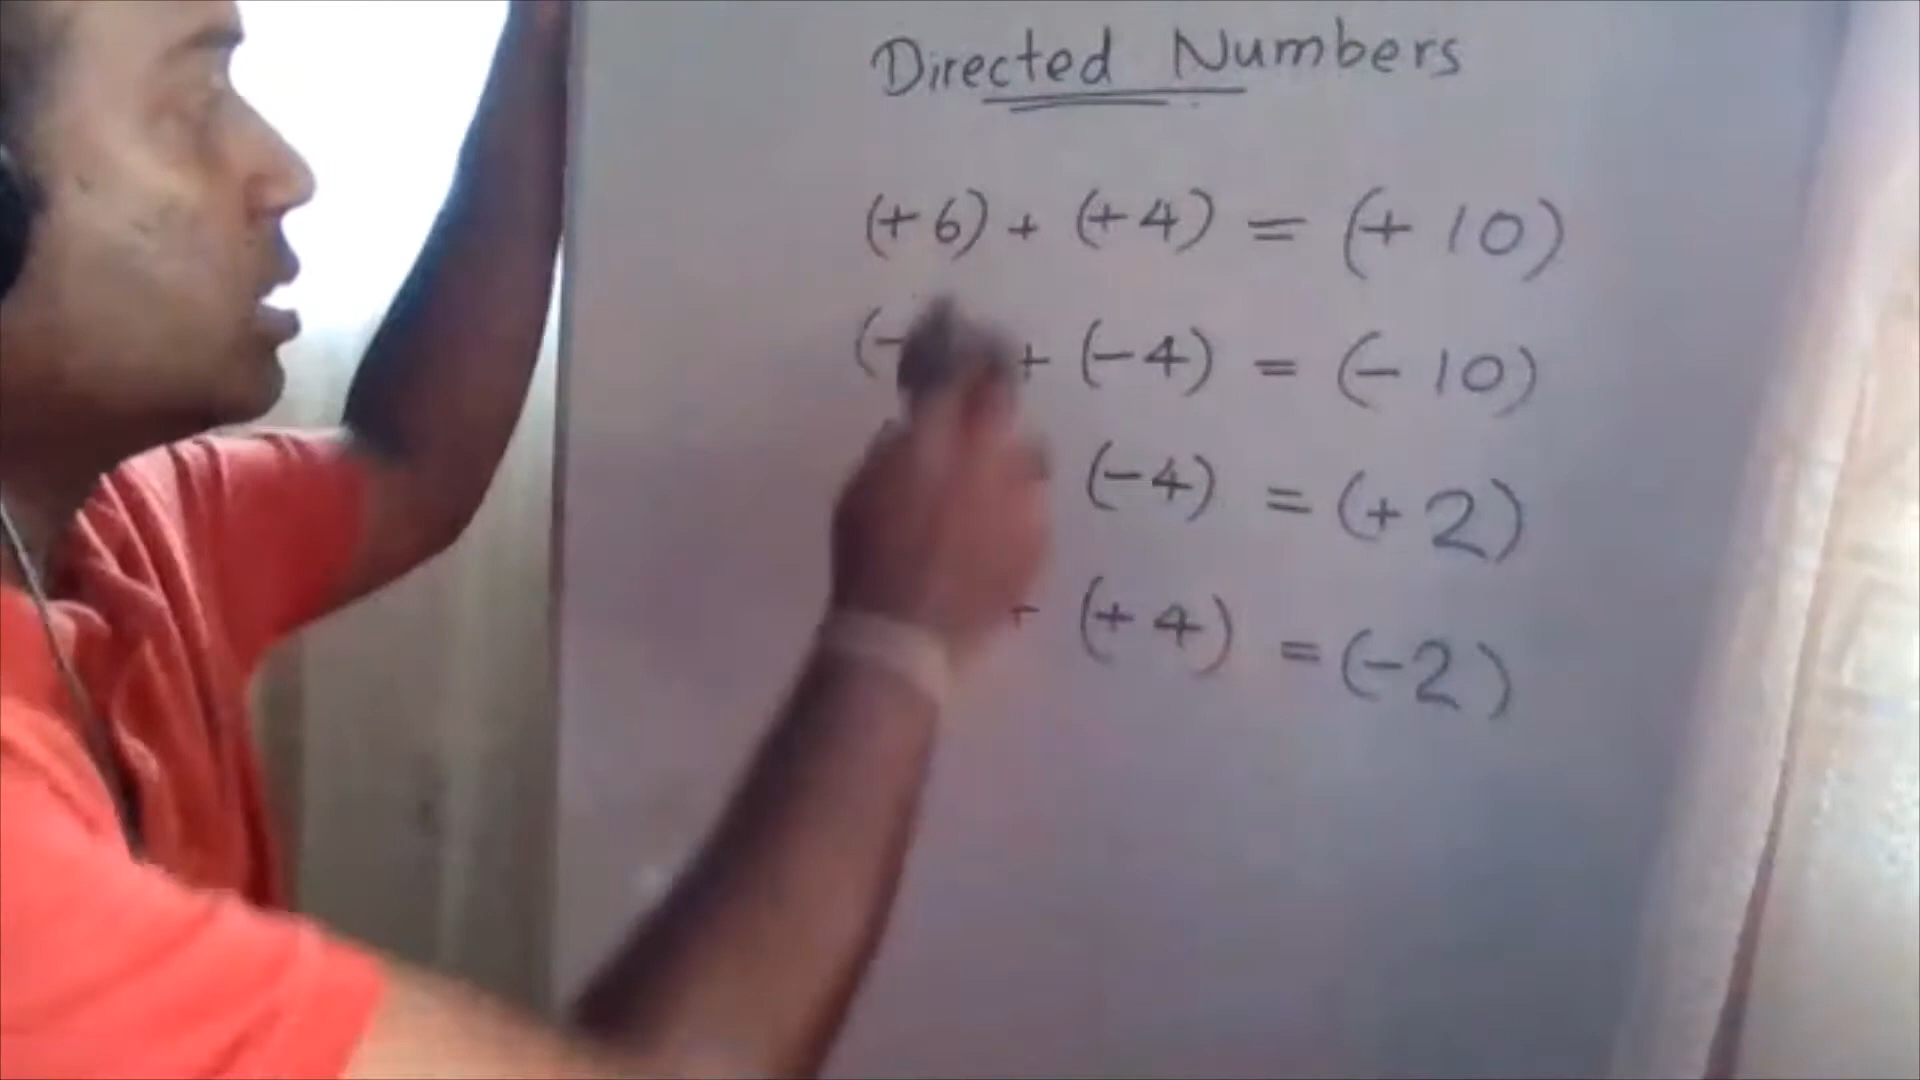 Directed Numbers
(+6) + (+4) = (+10)
(- + (-4) = (-10)
(-4) = (+2)
+ (+4) = (-2)